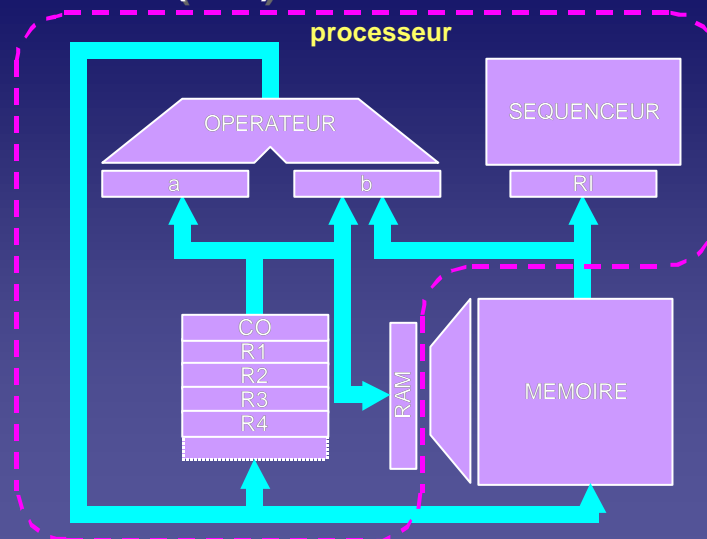 processeur
OPERATEUR
SEQUENCEUR
a
b
RI
CO
R1
R2
R3
R4
RAM
MEMOIRE